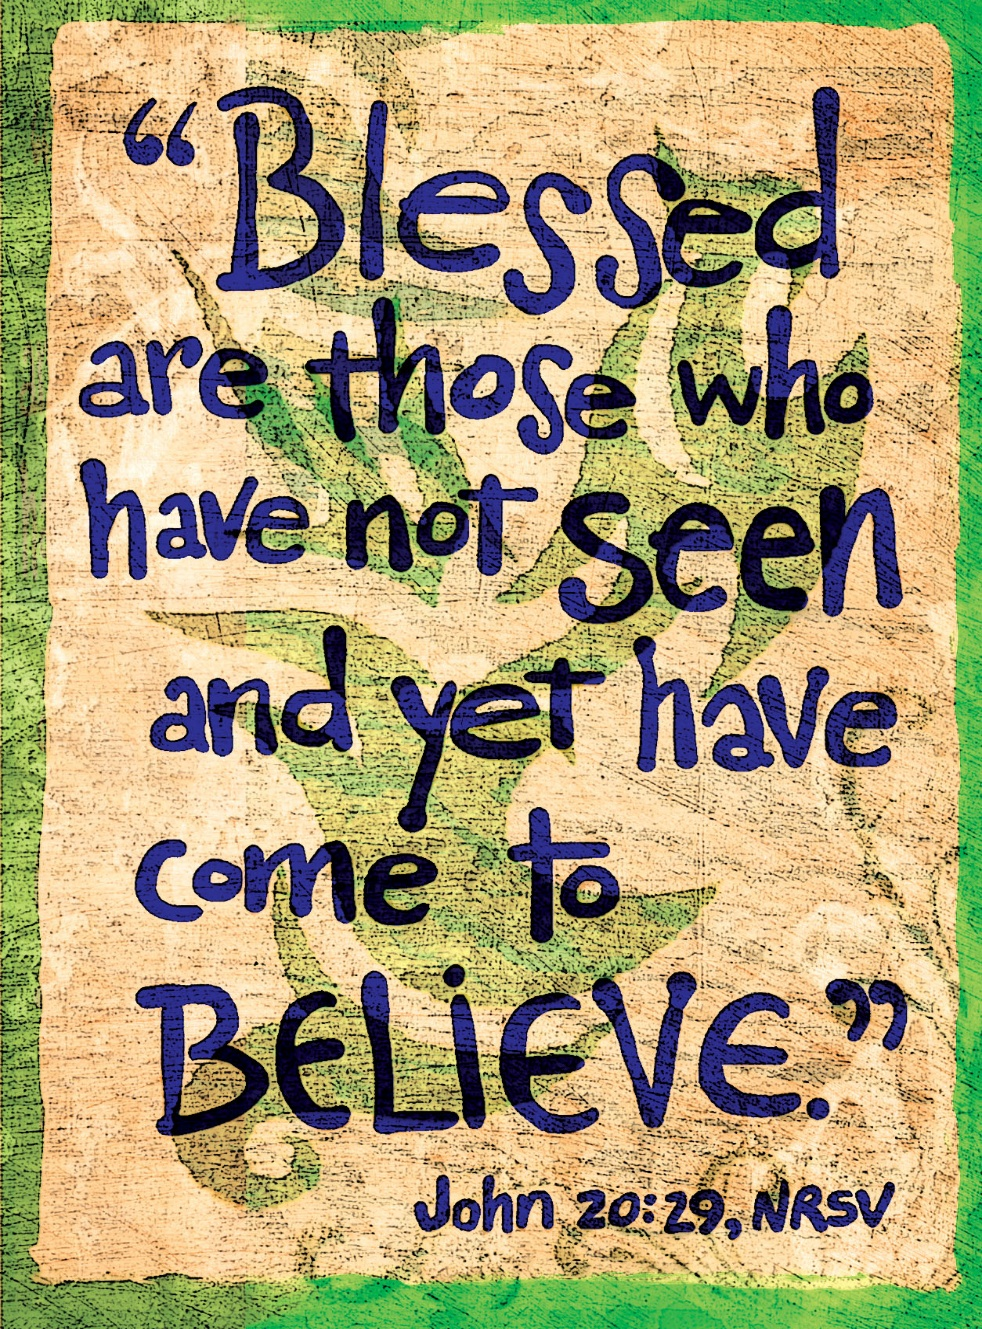 “Blessed
are those who
have not seen
and yet have
come to
BELiEVE.”
John 20:29, NRSV